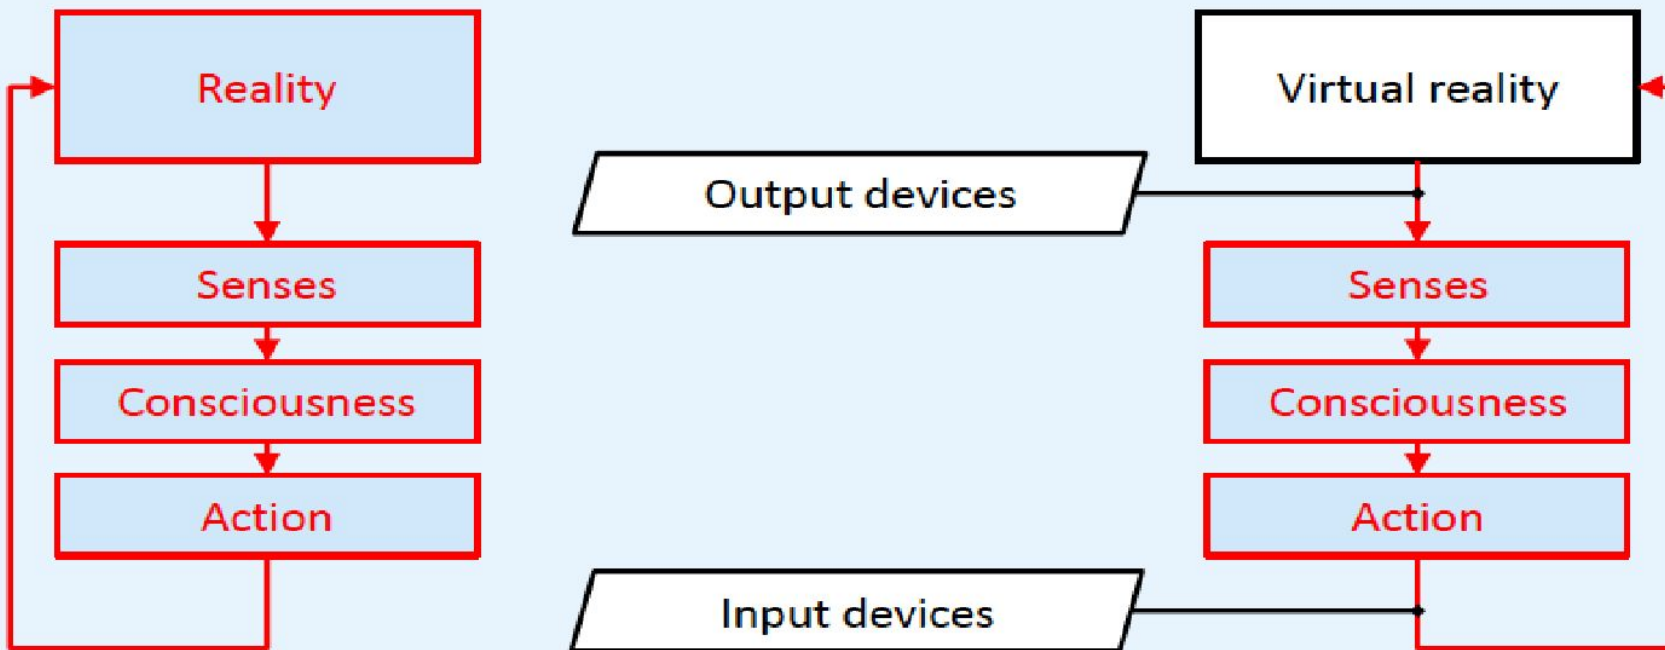 Reality
Senses
Consciousness
Action
Output devices
Input devices
Virtual reality
Senses
Consciousness
Action